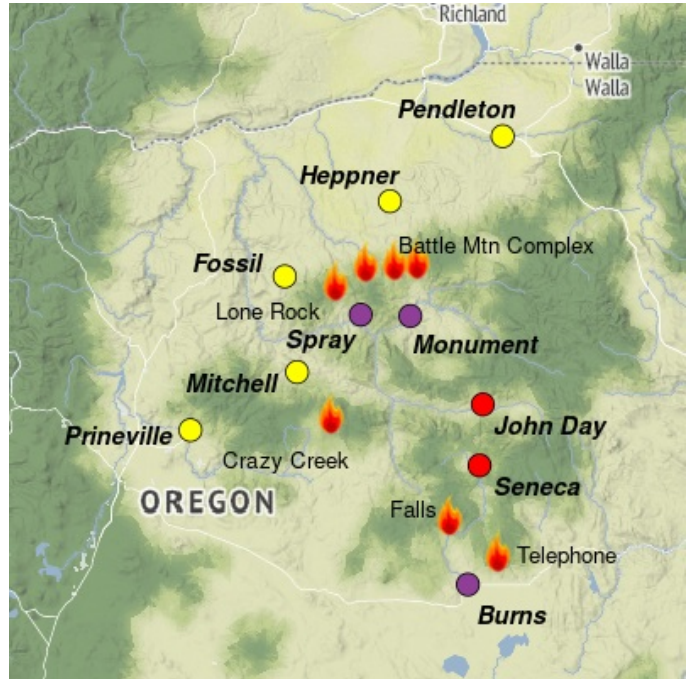 Richland
Walla
Walla
Pendleton
Heppner
Battle Mtn Complex
Fossil
Lone Rock
Spray
Monument
Mitchell
John Day
Prineville
Crazy Creek
Seneca
OREGON
Falls
Telephone
Burns